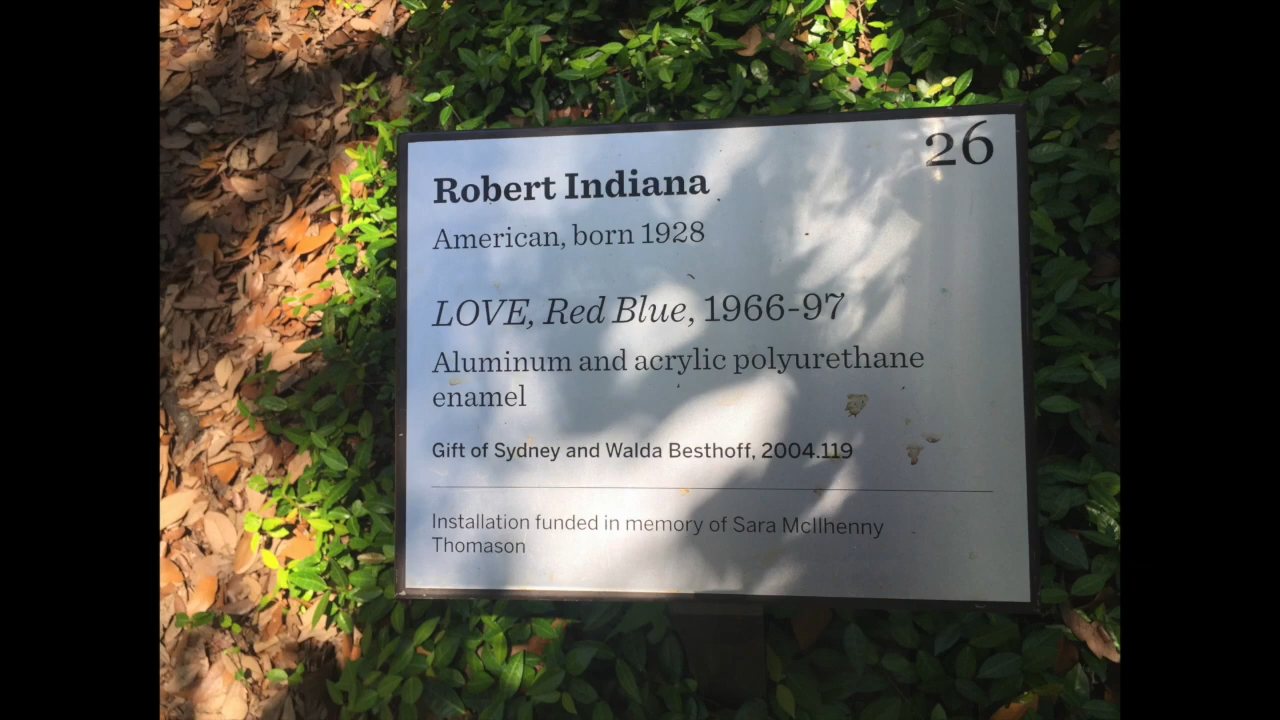 26
Robert Indiana
American, born 1928
LOVE, Red Blue, 1966-97
Aluminum and acrylic polyurethane
enamel
Gift of Sydney and Walda Besthoff, 2004.119
Installation funded in memory of Sara McIlhenny
Thomason